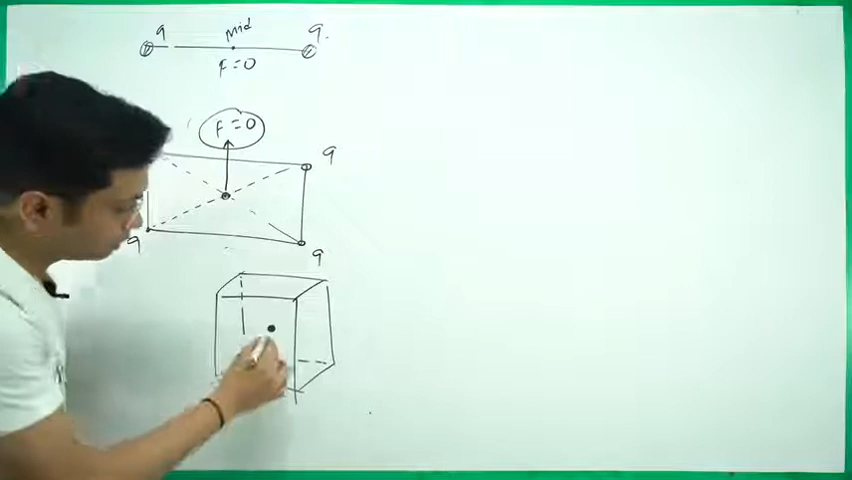 q Mid q.
F = 0
F = 0
q
q
q